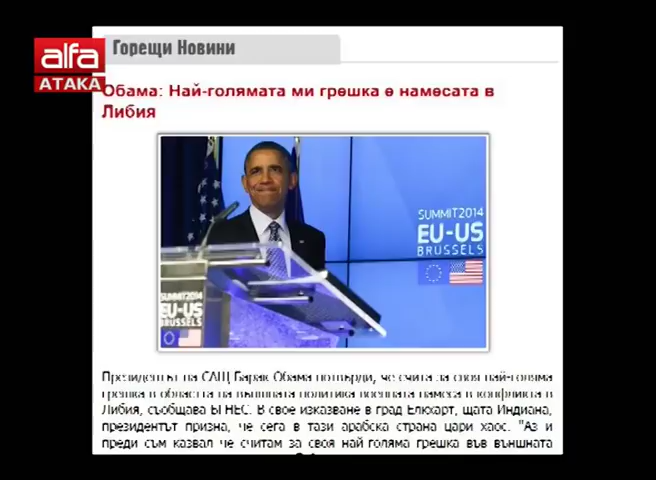 alfa
АТАКА
Горещи Новини
Обама: Най-голямата ми грешка е намесата в
Либия
SUMMIT2014
EU-US
BRUSSELS
SUMMIT2014
EU-US
BRUSSELS
Президентът на САЩ Барак Обама потвърди, че счита за своя най-голяма
грешка в областта на външната политика военната намеса в конфликта в
Либия, съобщава БГНЕС. В свое изказване в град Елкхарт, щата Индиана,
президентът призна, че сега в тази арабска страна цари хаос. "Аз и
преди съм казвал че считам за своя най голяма грешка във външната